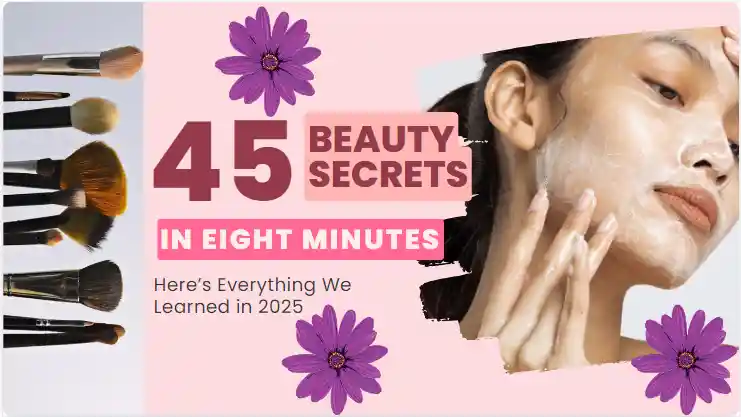 45 BEAUTY
SECRETS
IN EIGHT MINUTES
Here's Everything We
Learned in 2025